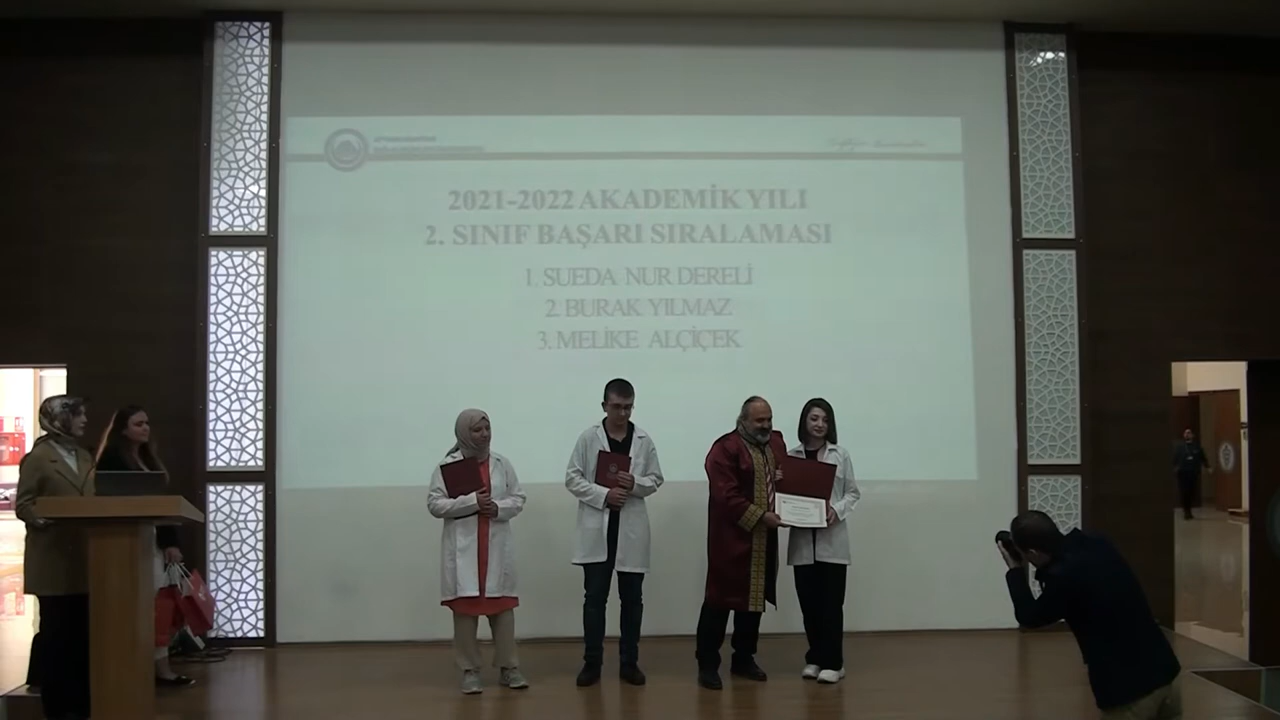 2021-2022 AKADEMİK YILI
2. SINIF BAŞARI SIRALAMASI
1. SUEDA NUR DERELİ
2. BURAK YILMAZ
3. MELİKE ALÇİÇEK